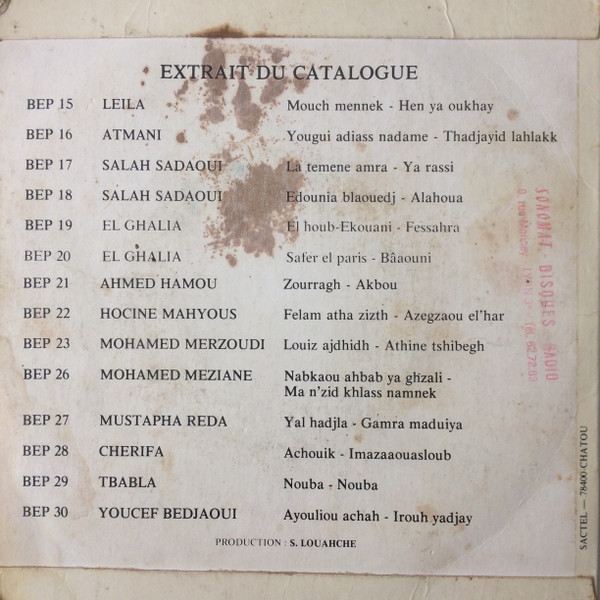 EXTRAIT DU CATALOGUE
BEP 15 LEILA Mouch mennek - Hen ya oukhay
BEP 16 ATMANI Yougui adiass nadame - Thadjayid lahlakk
BEP 17 SALAH SADAOUI La temene amra - Ya rassi
BEP 18 SALAH SADAOUI Edounia blaouedj - Alahoua
BEP 19 EL GHALIA El houb-Ekouani - Fessahra
BEP 20 EL GHALIA Safer el paris - Bâaouni
BEP 21 AHMED HAMOU Zourragh - Akbou
BEP 22 HOCINE MAHYOUS Felam atha zizth - Azegzaou el'har
BEP 23 MOHAMED MERZOUDI Louiz ajdhidh - Athine tshibegh
BEP 26 MOHAMED MEZIANE Nabkaou ahbab ya ghzali -
Ma n'zid khlass namnek
BEP 27 MUSTAPHA REDA Yal hadjla - Gamra maduiya
BEP 28 CHERIFA Achouik - Imazaaouasloub
BEP 29 TBABLA Nouba - Nouba
BEP 30 YOUCEF BEDJAOUI Ayouliou achah - Irouh yadjay
PRODUCTION : S. LOUAHCHE
SACTEL — 78400-CHATOU
SONOMAT - DISQUES - RADIO